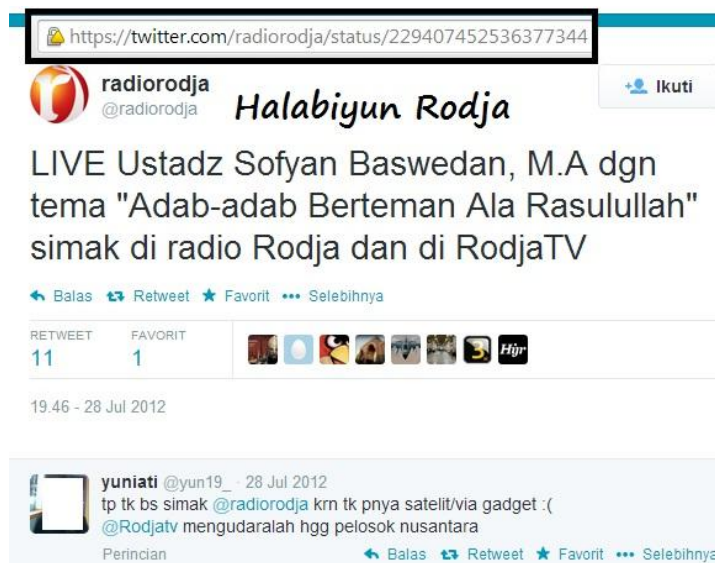 https://twitter.com/radiorodja/status/229407452536377344
radiorodja
@radiorodja
Halabiyun Rodja
Ikuti
LIVE Ustadz Sofyan Baswedan, M.A dgn
tema "Adab-adab Berteman Ala Rasulullah"
simak di radio Rodja dan di RodjaTV
Balas Retweet Favorit ••• Selebihnya
RETWEET FAVORIT
11 1
3.
Hijr
19.46 - 28 Jul 2012
yuniati @yun19_ · 28 Jul 2012
tp tk bs simak @radiorodja krn tk pnya satelit/via gadget :(
@Rodjatv mengudaralah hgg pelosok nusantara
Perincian Balas Retweet Favorit ••• Selebihnya